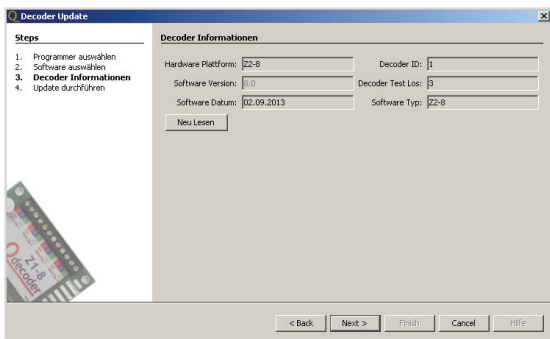 Decoder Update
Steps
1. Programmer auswählen
2. Software auswählen
3. Decoder Informationen
4. Update durchführen
Decoder Informationen
Hardware Plattform: Z2-8 Decoder ID: 1
Software Version: 8.0 Decoder Test Los: 3
Software Datum: 02.09.2013 Software Typ: Z2-8
Neu Lesen
Z1-8
Qdecoder
< Back Next > Finish Cancel Hilfe